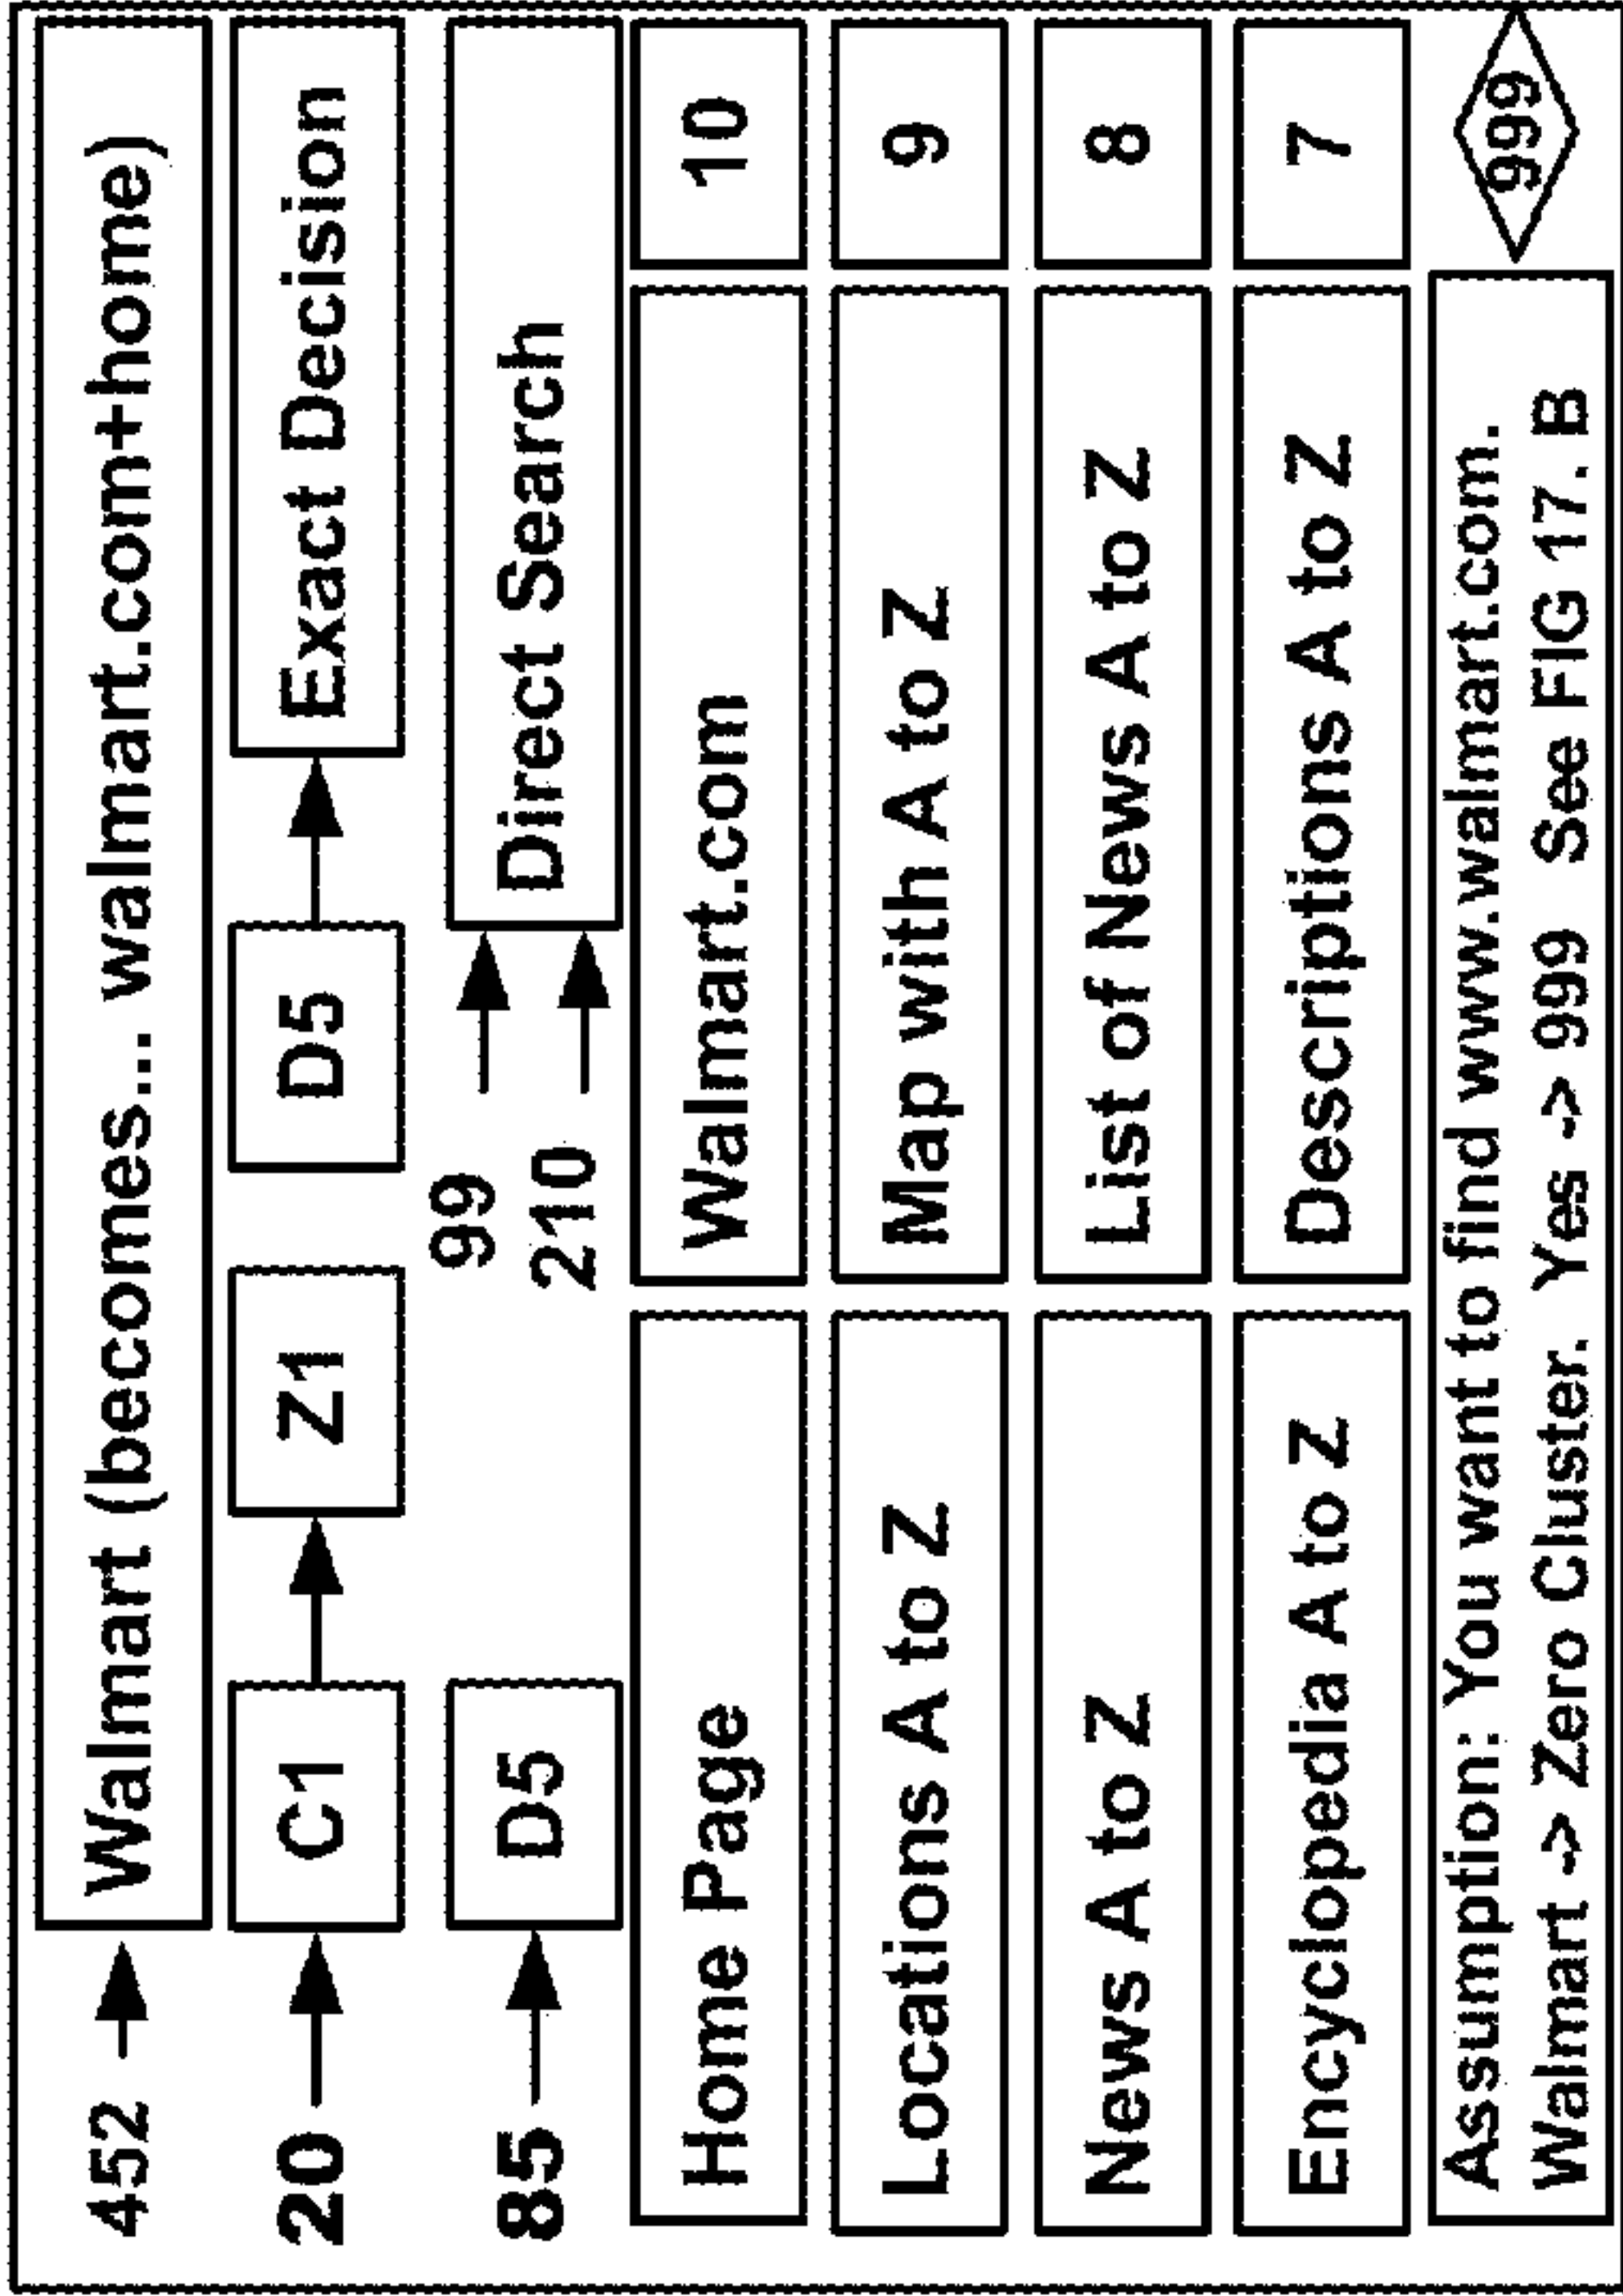 452 Walmart (becomes... walmart.com+home)
20 C1 Z1 D5 Exact Decision
85 D5 99 210 Direct Search
Home Page Walmart.com 10
Locations A to Z Map with A to Z 9
News A to Z List of News A to Z 8
Encyclopedia A to Z Descriptions A to Z 7
Assumption: You want to find www.walmart.com.
Walmart -> Zero Cluster. Yes -> 999 See FIG 17. B
999